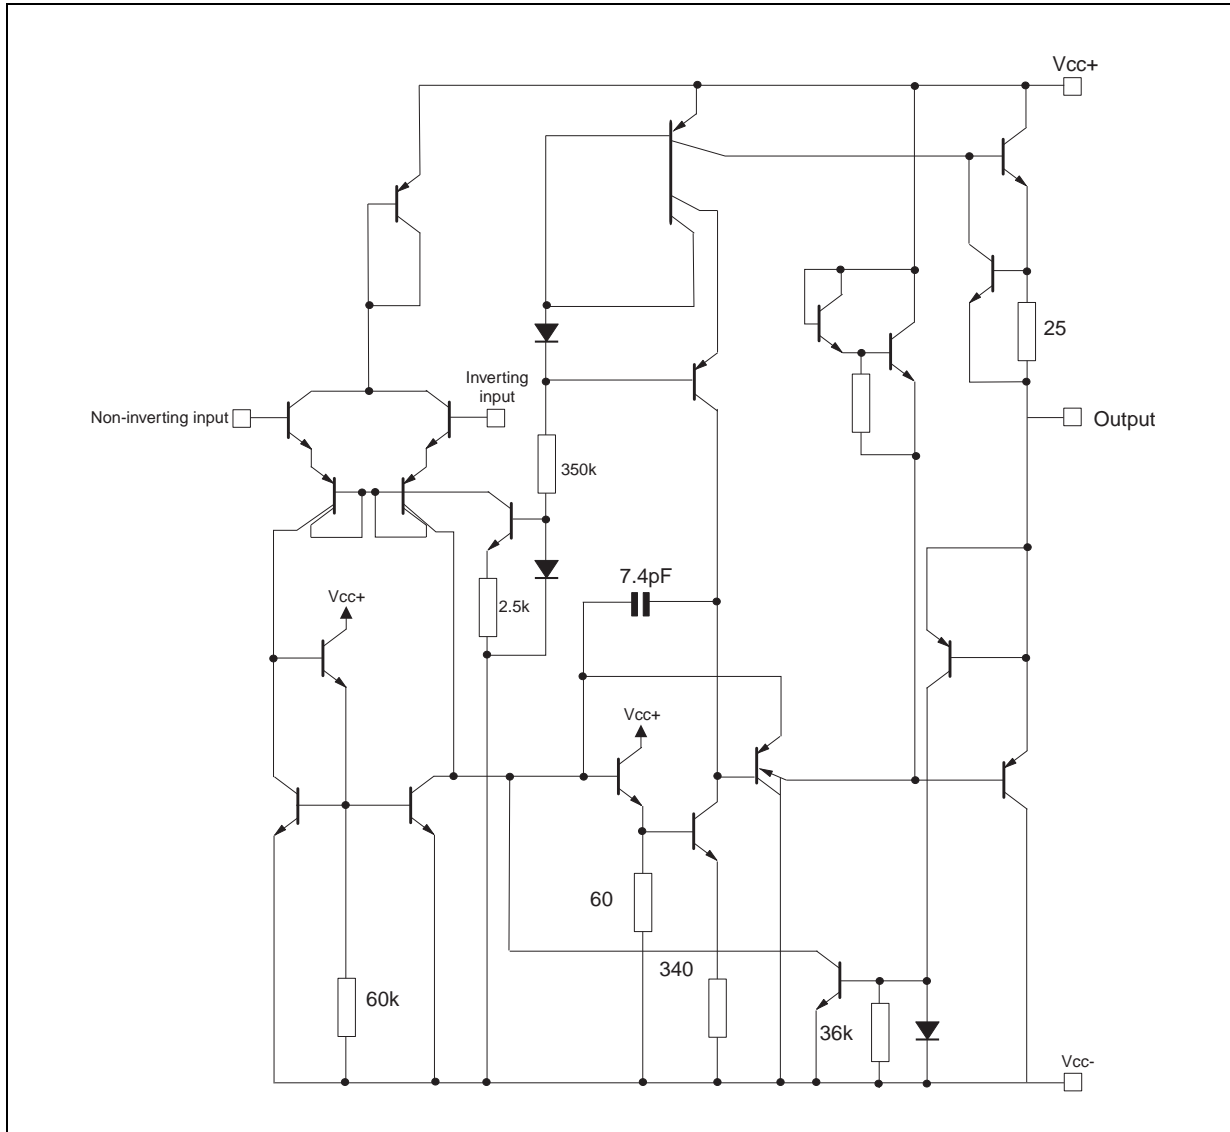 Vcc+
25
Inverting
input
Non-inverting input
Output
350k
7.4pF
Vcc+
2.5k
Vcc+
60
340
60k
36k
Vcc-